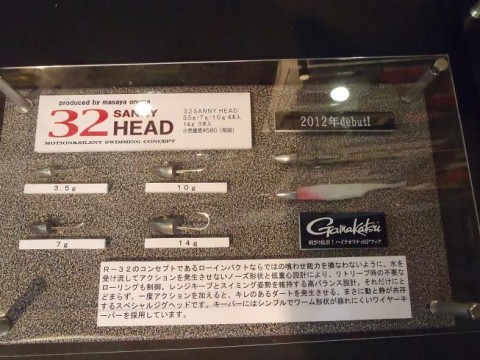 produced by masaya
32 SANNY HEAD
MOTION&SILENT SWIMMING CONCEPT
32SANNY HEAD
3.5g/7g/10g 4本入
14g 3本入
小売価格¥580(税抜)
2012年debut!
3.5g
10g
7g
14g
Gamakatsu
R-32のコンセプトであるローインパクトならではの喰わせ能力を損なわないように、水を
受け流してアクションを発生させないノーズ形状と低重心設計により、リトリーブ時の不要な
ローリングも制御。レンジキープとスイミング姿勢を維持する高バランス設計。それだけにと
どまらず、一度アクションを加えると、キレのあるダートを発生させる、まさに動と静が共存
するスペシャルジグヘッドです。キーパーにはシンプルでワーム形状が崩れにくいワイヤーキ
ーパーを採用しています。